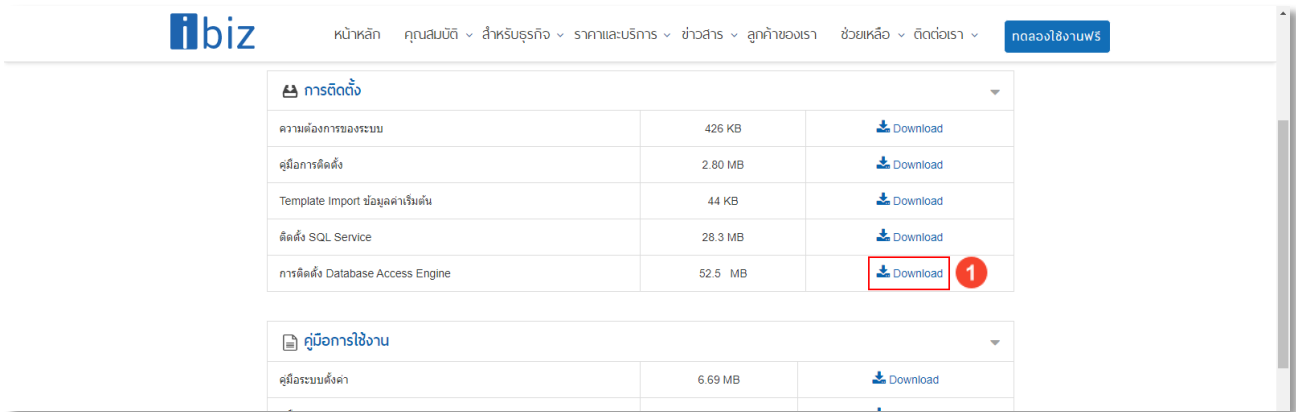 ibiz
หน้าหลัก คุณสมบัติ สำหรับธุรกิจ ราคาและบริการ ข่าวสาร ลูกค้าของเรา ช่วยเหลือ ติดต่อเรา ทดลองใช้งานฟรี
การติดตั้ง
ความต้องการของระบบ 426 KB Download
คู่มือการติดตั้ง 2.80 MB Download
Template Import ข้อมูลค่าเริ่มต้น 44 KB Download
ติดตั้ง SQL Service 28.3 MB Download
การติดตั้ง Database Access Engine 52.5 MB Download 1
คู่มือการใช้งาน
คู่มือระบบตั้งค่า 6.69 MB Download